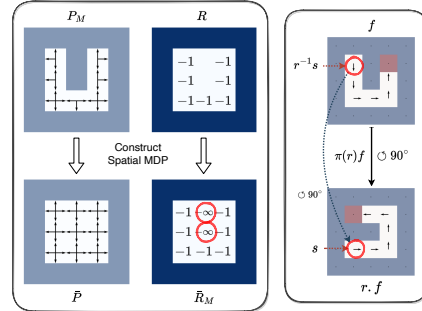 P_M
R
-1 -1
-1 -1
-1 -1 -1
Construct
Spatial MDP
-1 -∞ -1
-1 -∞ -1
-1 -1 -1
P̄
R̄_M
f
r⁻¹s
π(r)f ↺ 90°
↺ 90°
s
r. f